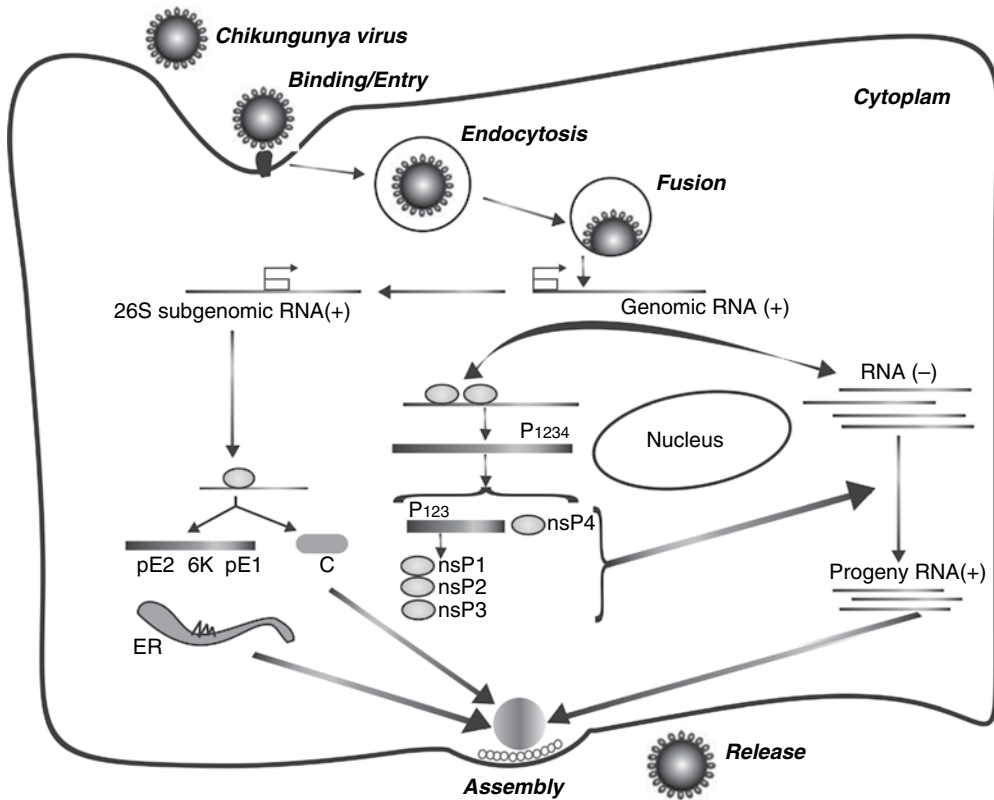 Chikungunya virus
Binding/Entry
Cytoplam
Endocytosis
Fusion
26S subgenomic RNA(+)
Genomic RNA (+)
RNA (–)
P1234
Nucleus
P123
nsP4
pE2 6K pE1
C
nsP1
nsP2
nsP3
Progeny RNA(+)
ER
Release
Assembly